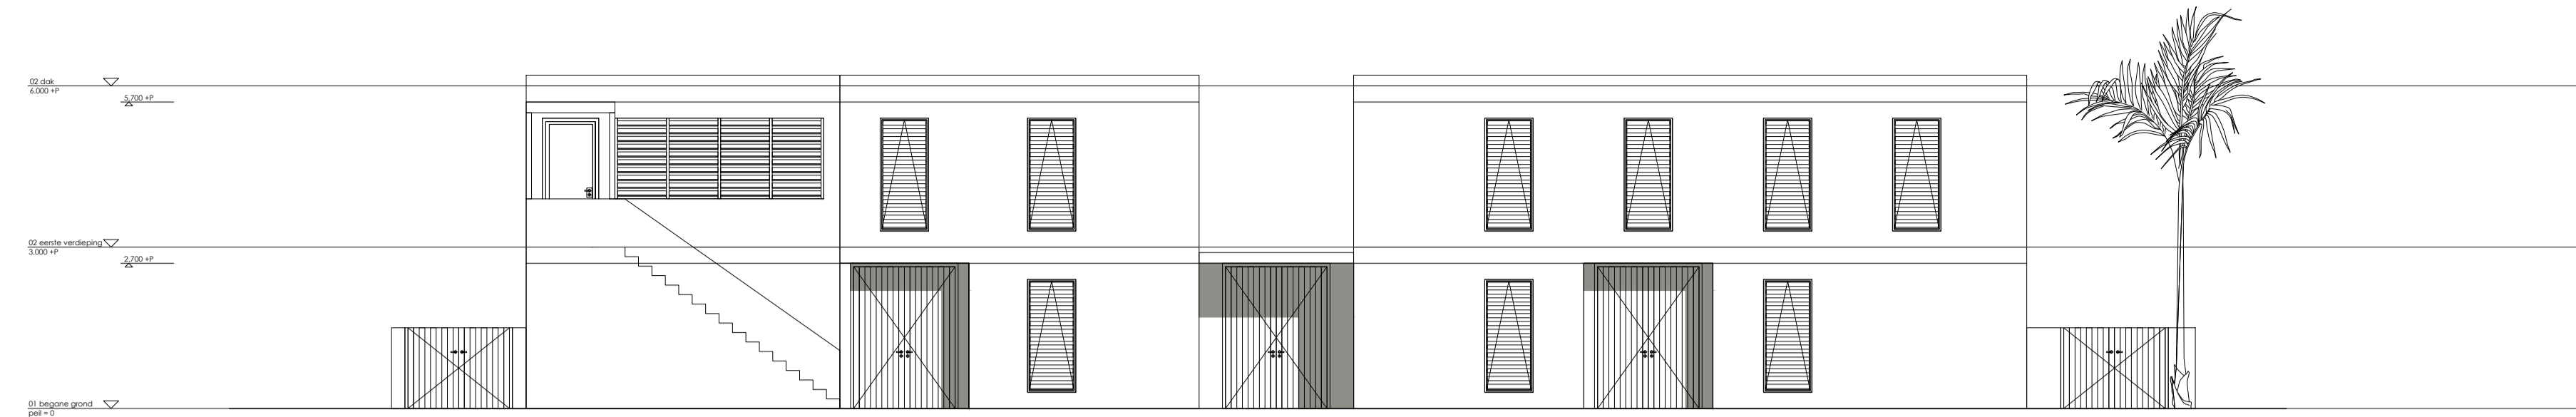 02 dak
6.000 +P
5.700 +P
02 eerste verdieping
3.000 +P
2.700 +P
01 begane grond
peil = 0